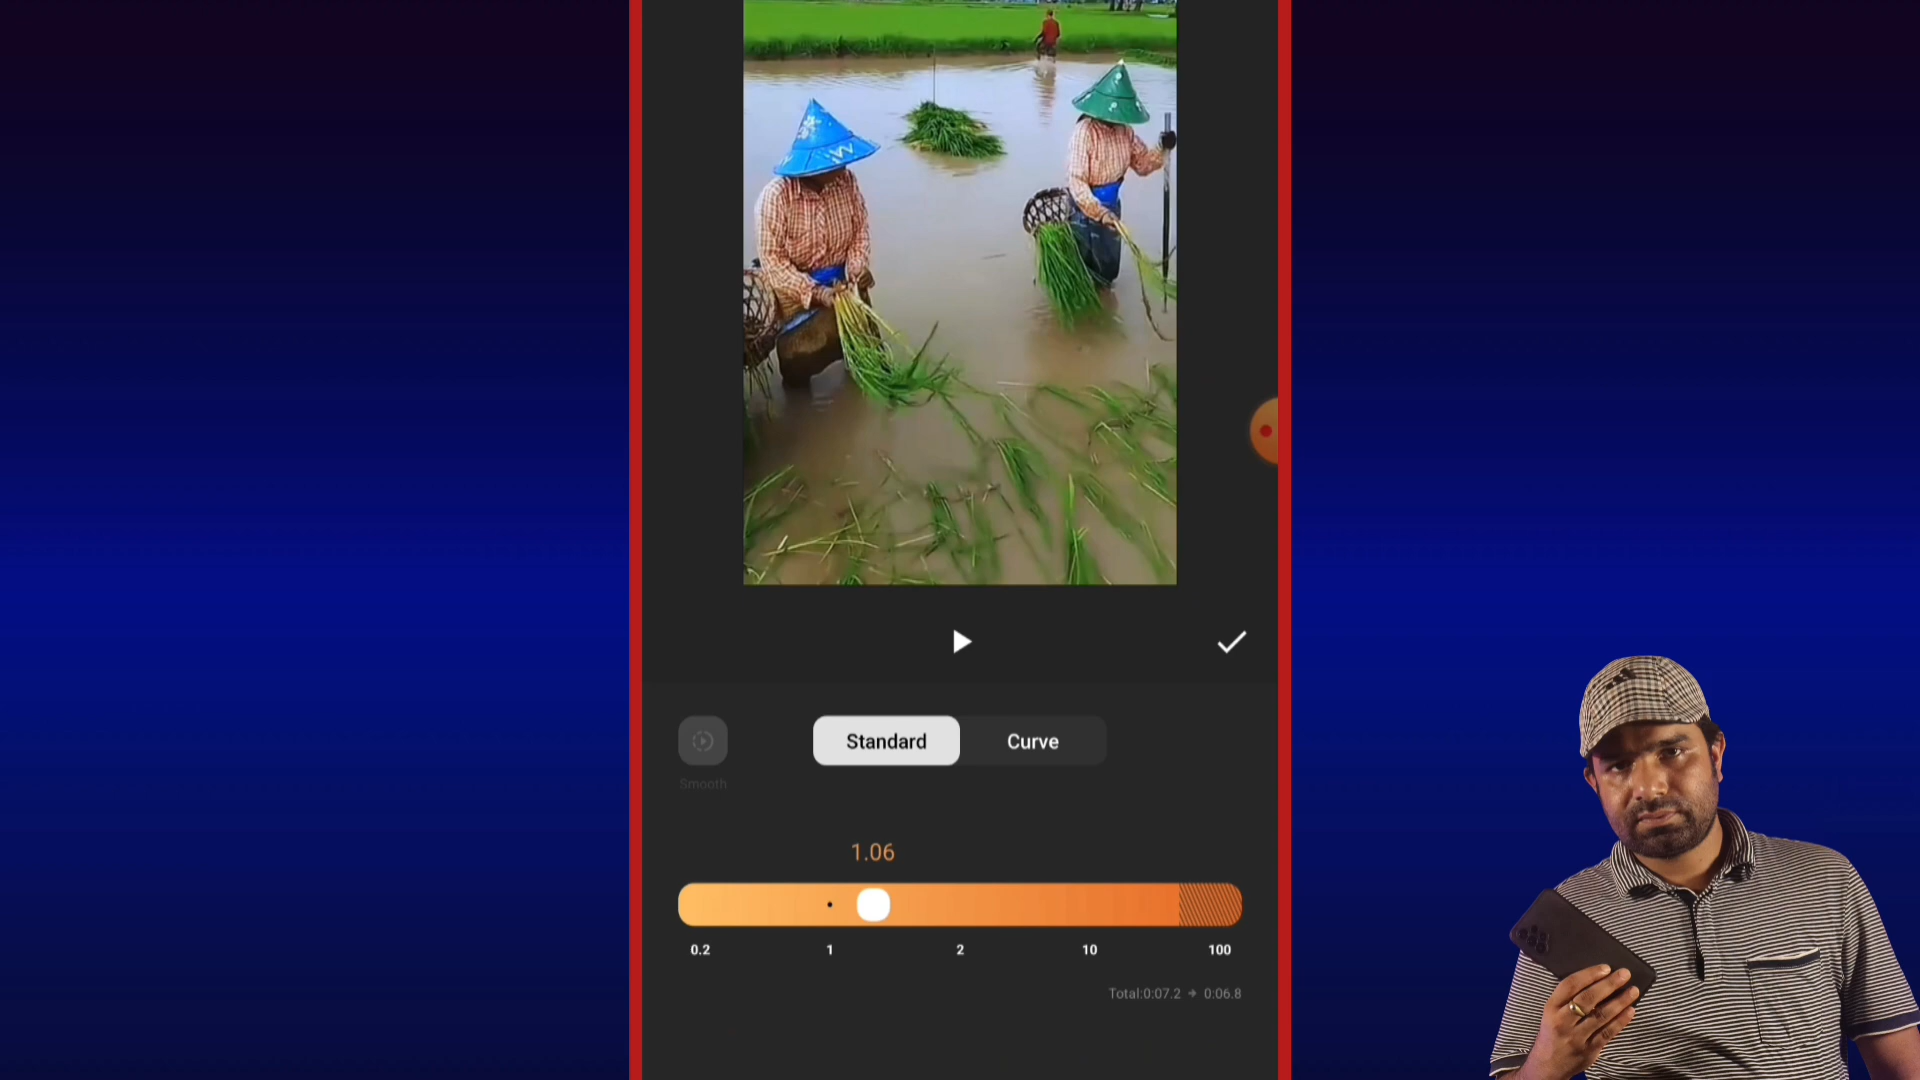 W
Standard Curve
Smooth
1.06
0.2 1 2 10 100
Total:0:07.2 → 0:06.8